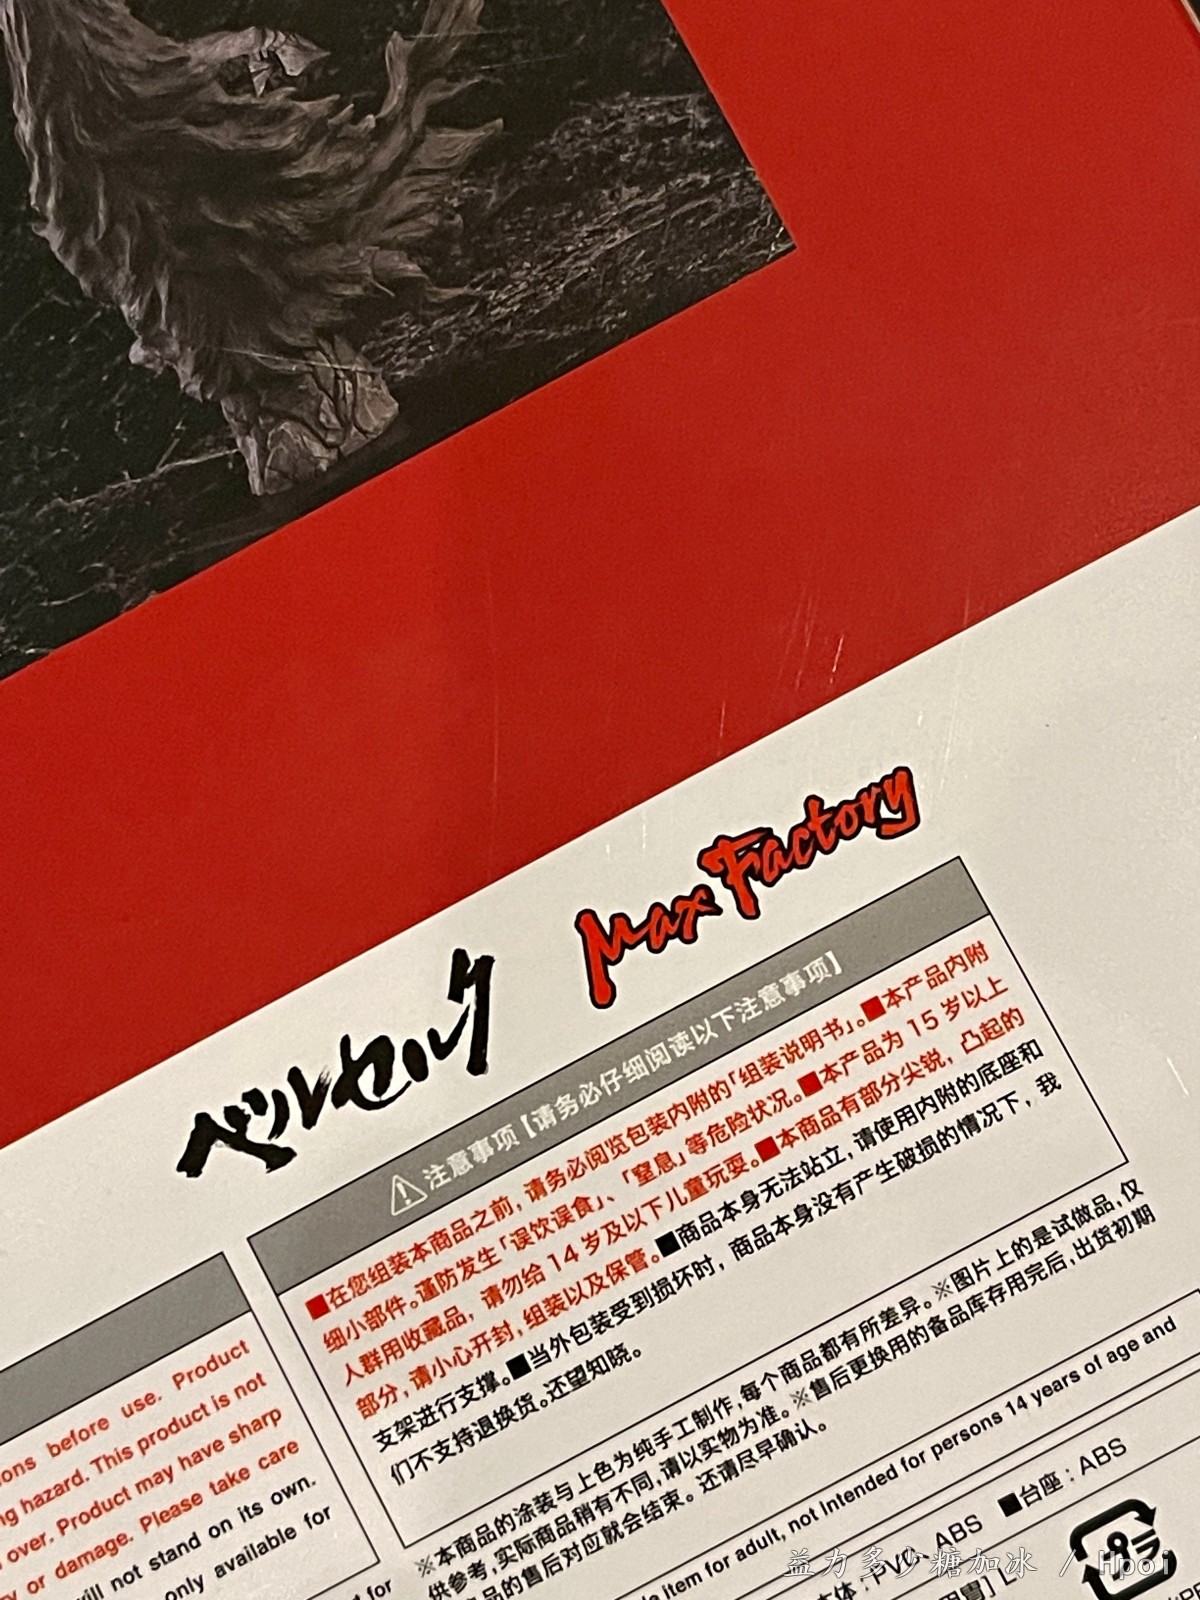 Max Factory
ベルセルク
注意事项【请务必仔细阅读以下注意事项】
■在您组装本商品之前，请务必阅览包装内附的「组装说明书」。■本产品内附
细小部件。谨防发生「误饮误食」、「窒息」等危险状况。■本产品为 15 岁以上
人群用收藏品，请勿给 14 岁及以下儿童玩耍。■本商品有部分尖锐，凸起的
部分，请小心开封，组装以及保管。■商品本身无法站立，请使用内附的底座和
支架进行支撑。■当外包装受到损坏时，商品本身没有产生破损的情况下，我
们不支持退换货。还望知晓。
※本商品的涂装与上色为纯手工制作，每个商品都有所差异。※图片上的是试做品，仅
供参考，实际商品稍有不同，请以实物为准。※售后更换用的备品库存用完后，出货初期
品的售后对应就会结束。还请尽早确认。
before use. Product
hazard. This product is not
over. Product may have sharp
or damage. Please take care
will not stand on its own.
only available for
for
item for adult, not intended for persons 14 years of age and
本体：PVC・ABS ■台座：ABS
益力多少糖加冰 / Hpoi